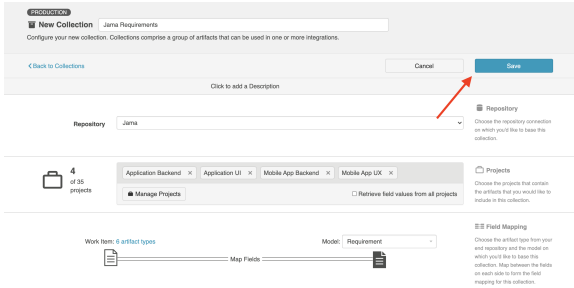 PRODUCTION
New Collection Jama Requirements
Configure your new collection. Collections comprise a group of artifacts that can be used in one or more integrations.
Back to Collections
Cancel
Save
Click to add a Description
Repository
Jama
Repository
Choose the repository connection
on which you'd like to base this
collection.
4
of 35
projects
Application Backend ×
Application UI ×
Mobile App Backend ×
Mobile App UX ×
Manage Projects
Retrieve field values from all projects
Projects
Choose the projects that contain
the artifacts that you would like to
include in this collection.
Work Item: 6 artifact types
Model: Requirement
Map Fields
Field Mapping
Choose the artifact type from your
end repository and the model on
which you'd like to base this
collection. Map between the fields
on each side to form the field
mapping for this collection.